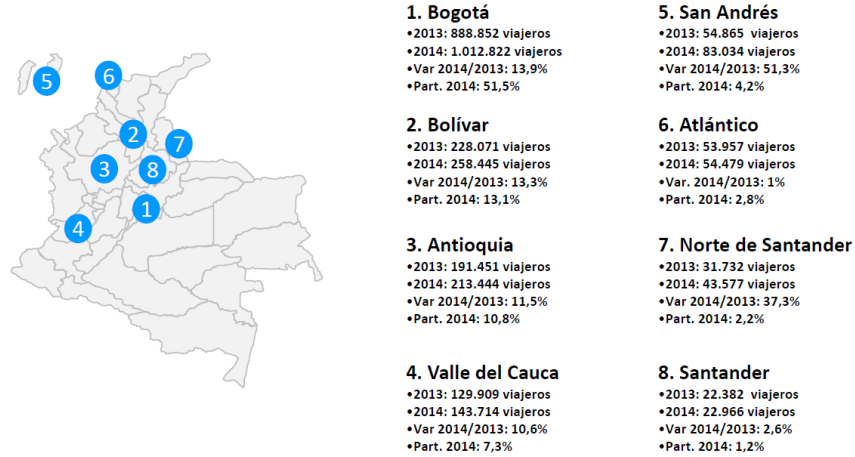 1. Bogotá
•2013: 888.852 viajeros
•2014: 1.012.822 viajeros
•Var 2014/2013: 13,9%
•Part. 2014: 51,5%
2. Bolívar
•2013: 228.071 viajeros
•2014: 258.445 viajeros
•Var 2014/2013: 13,3%
•Part. 2014: 13,1%
3. Antioquia
•2013: 191.451 viajeros
•2014: 213.444 viajeros
•Var 2014/2013: 11,5%
•Part. 2014: 10,8%
4. Valle del Cauca
•2013: 129.909 viajeros
•2014: 143.714 viajeros
•Var 2014/2013: 10,6%
•Part. 2014: 7,3%
5. San Andrés
•2013: 54.865 viajeros
•2014: 83.034 viajeros
•Var 2014/2013: 51,3%
•Part. 2014: 4,2%
6. Atlántico
•2013: 53.957 viajeros
•2014: 54.479 viajeros
•Var. 2014/2013: 1%
•Part. 2014: 2,8%
7. Norte de Santander
•2013: 31.732 viajeros
•2014: 43.577 viajeros
•Var 2014/2013: 37,3%
•Part. 2014: 2,2%
8. Santander
•2013: 22.382 viajeros
•2014: 22.966 viajeros
•Var 2014/2013: 2,6%
•Part. 2014: 1,2%
5
6
2
7
3
8
1
4